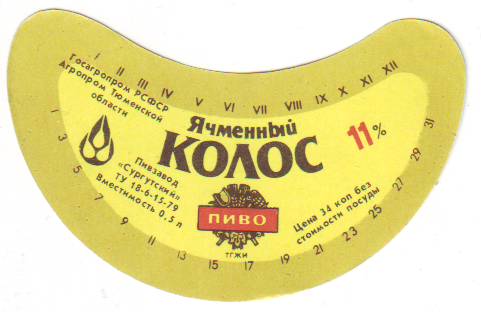 I II III IV V VI VII VIII IX X XI XII
Госагропром РСФСР
Агропром Тюменской
области
Ячменный
КОЛОС
11%
Пивзавод
"Сургутский"
ТУ 18-6-15-79
Вместимость 0,5 л
ПИВО
ТГЖИ
Цена 34 коп без
стоимости посуды
1 3 5 7 9 11 13 15 17 19 21 23 25 27 29 31